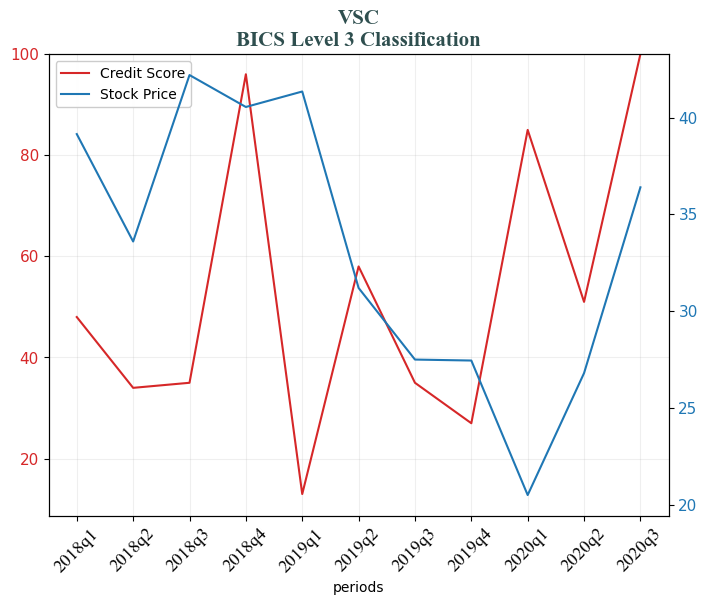 VSC
BICS Level 3 Classification
Credit Score
Stock Price
100
80
60
40
20
40
35
30
25
20
2018q1
2018q2
2018q3
2018q4
2019q1
2019q2
2019q3
2019q4
2020q1
2020q2
2020q3
periods